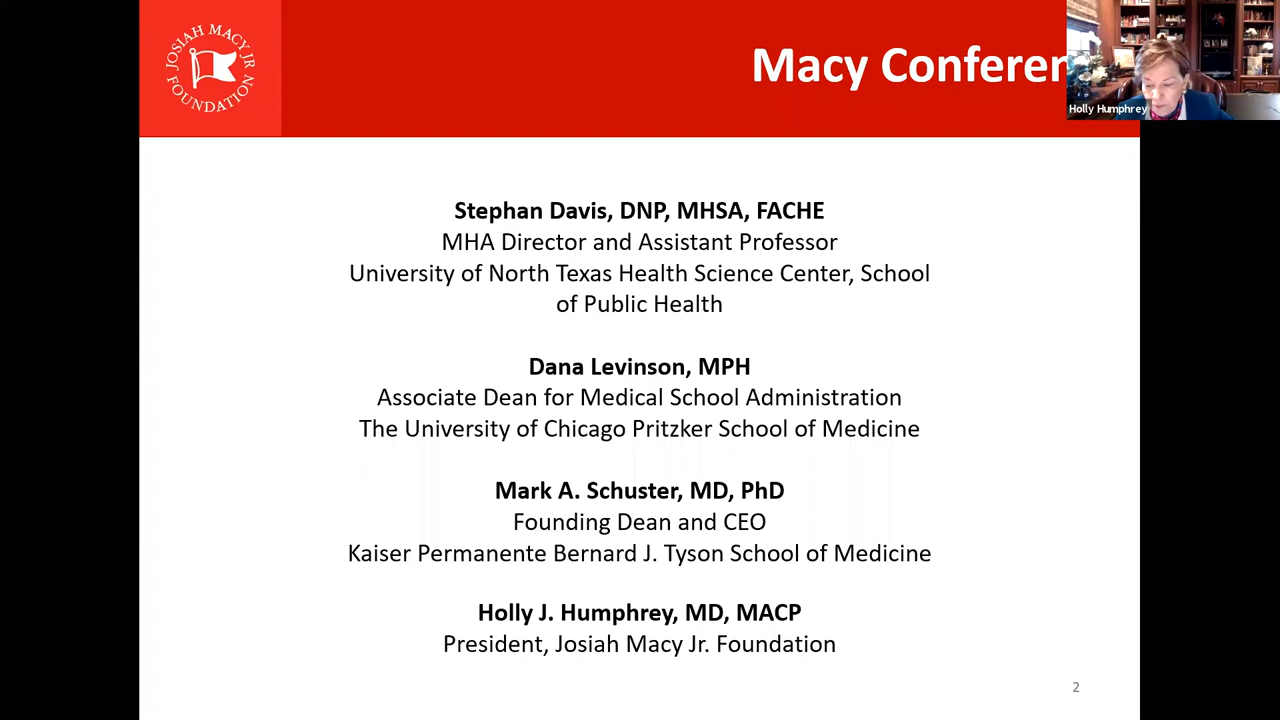 JOSIAH MACY JR
FOUNDATION
Macy Conferen
Holly Humphrey
Stephan Davis, DNP, MHSA, FACHE
MHA Director and Assistant Professor
University of North Texas Health Science Center, School
of Public Health
Dana Levinson, MPH
Associate Dean for Medical School Administration
The University of Chicago Pritzker School of Medicine
Mark A. Schuster, MD, PhD
Founding Dean and CEO
Kaiser Permanente Bernard J. Tyson School of Medicine
Holly J. Humphrey, MD, MACP
President, Josiah Macy Jr. Foundation
2